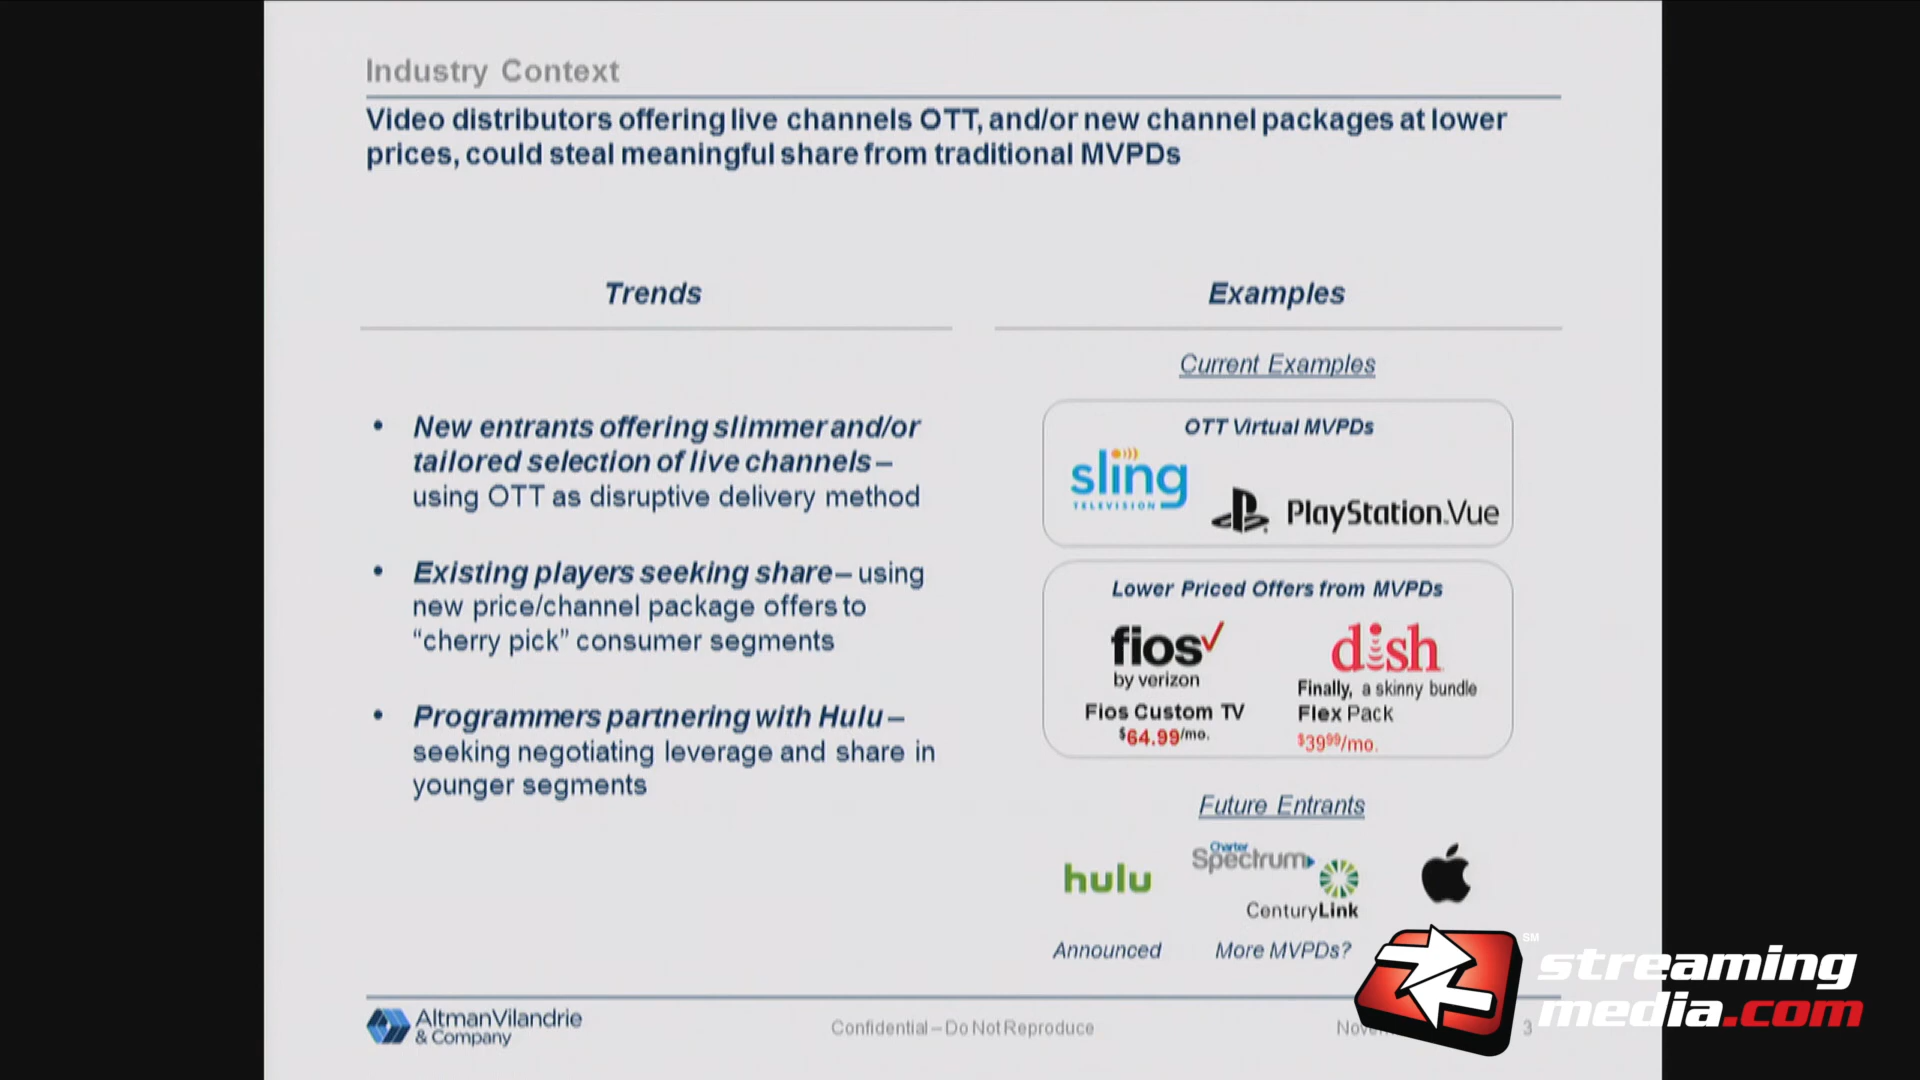 Industry Context
Video distributors offering live channels OTT, and/or new channel packages at lower
prices, could steal meaningful share from traditional MVPDs
Trends
Examples
Current Examples
• New entrants offering slimmer and/or
tailored selection of live channels –
using OTT as disruptive delivery method
• Existing players seeking share – using
new price/channel package offers to
“cherry pick” consumer segments
• Programmers partnering with Hulu –
seeking negotiating leverage and share in
younger segments
OTT Virtual MVPDs
sling
TELEVISION
PlayStation.Vue
Lower Priced Offers from MVPDs
fios
by verizon
Fios Custom TV
$64.99/mo.
dish
Finally, a skinny bundle
Flex Pack
$39⁹⁹/mo.
Future Entrants
hulu
Charter
Spectrum
CenturyLink
Announced
More MVPDs?
AltmanVilandrie
& Company
Confidential – Do Not Reproduce
3
SM
streaming
media.com